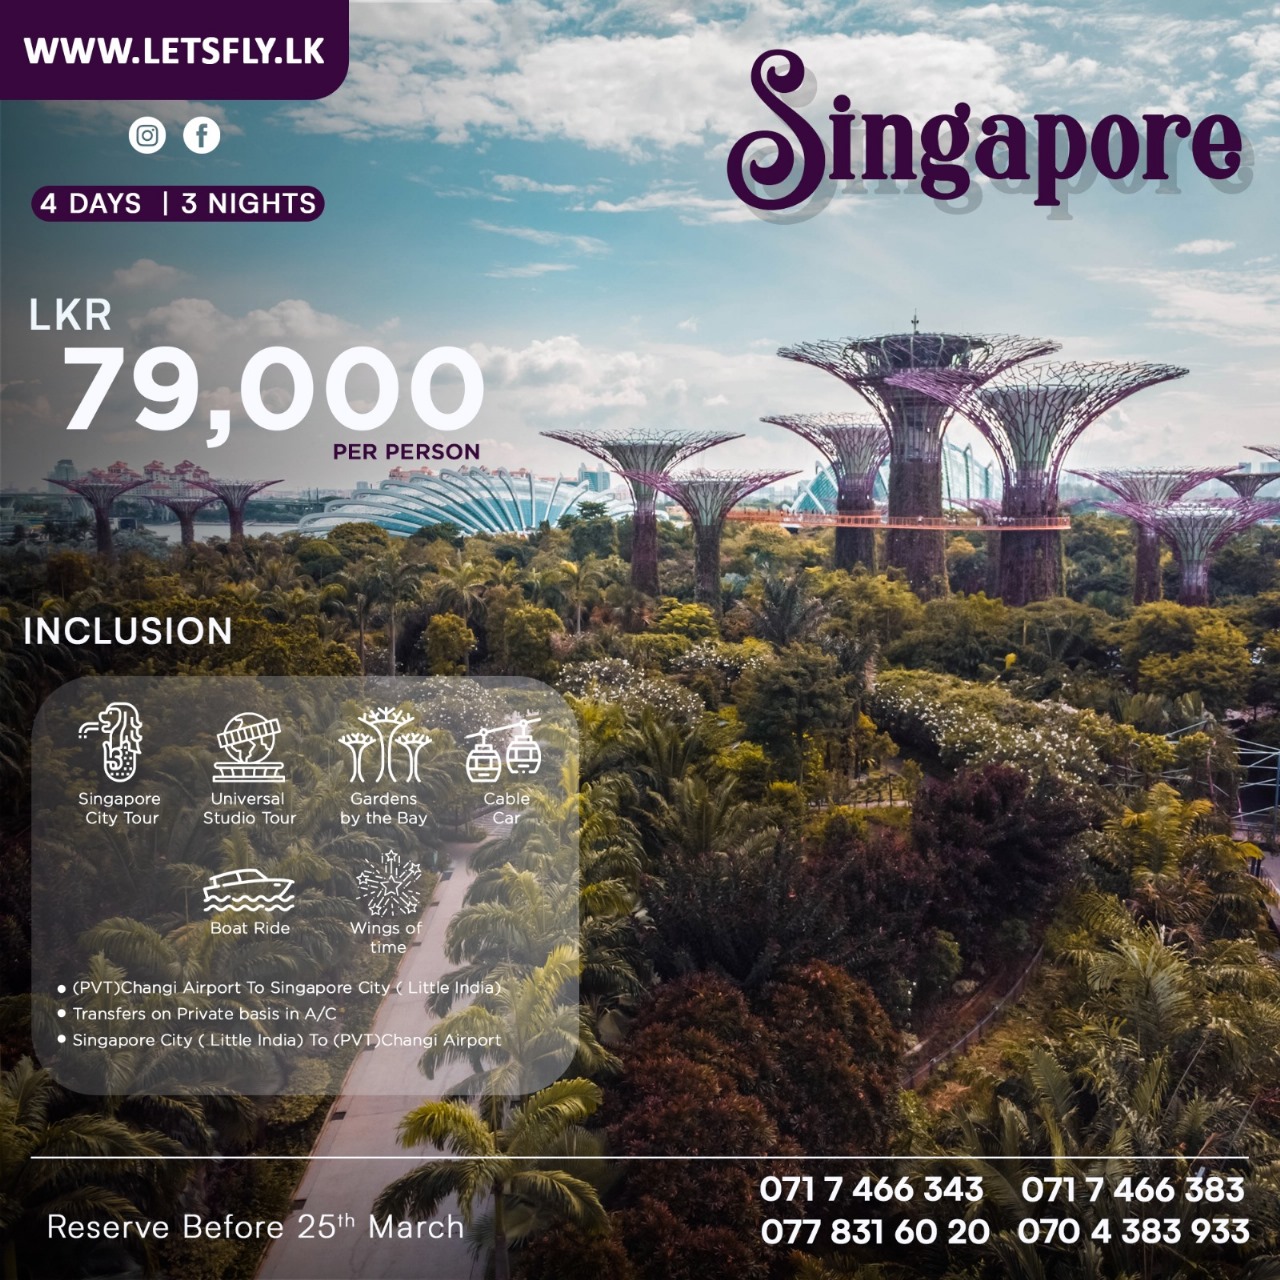 WWW.LETSFLY.LK
Singapore
4 DAYS | 3 NIGHTS
LKR
79,000
PER PERSON
INCLUSION
Singapore
City Tour
Universal
Studio Tour
Gardens
by the Bay
Cable
Car
Boat Ride
Wings of
time
• (PVT)Changi Airport To Singapore City ( Little India)
• Transfers on Private basis in A/C
• Singapore City ( Little India) To (PVT)Changi Airport
Reserve Before 25th March
071 7 466 343 071 7 466 383
077 831 60 20 070 4 383 933